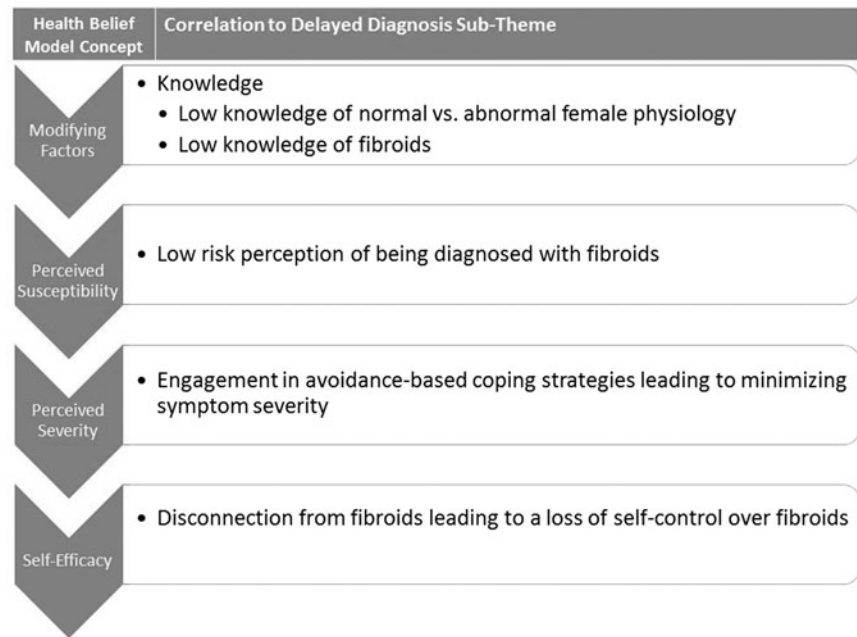 Health Belief
Model Concept
Correlation to Delayed Diagnosis Sub-Theme
Modifying
Factors
• Knowledge
• Low knowledge of normal vs. abnormal female physiology
• Low knowledge of fibroids
Perceived
Susceptibility
• Low risk perception of being diagnosed with fibroids
Perceived
Severity
• Engagement in avoidance-based coping strategies leading to minimizing
symptom severity
Self-Efficacy
• Disconnection from fibroids leading to a loss of self-control over fibroids